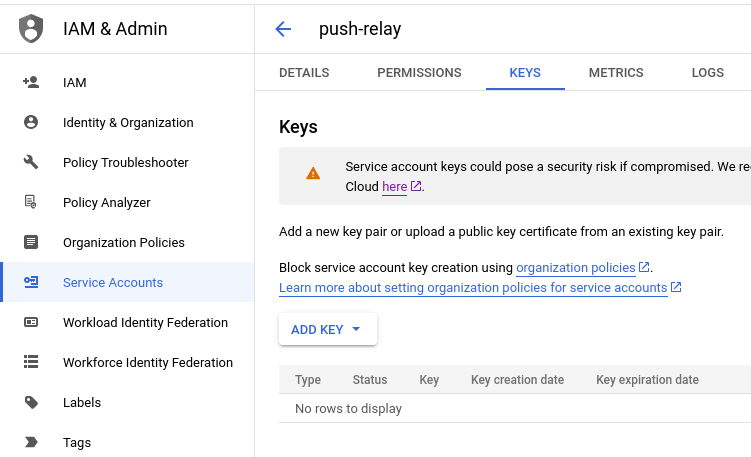 IAM & Admin
push-relay
IAM
Identity & Organization
Policy Troubleshooter
Policy Analyzer
Organization Policies
Service Accounts
Workload Identity Federation
Workforce Identity Federation
Labels
Tags
DETAILS PERMISSIONS KEYS METRICS LOGS
Keys
Service account keys could pose a security risk if compromised. We re
Cloud here.
Add a new key pair or upload a public key certificate from an existing key pair.
Block service account key creation using organization policies.
Learn more about setting organization policies for service accounts
ADD KEY
Type Status Key Key creation date Key expiration date
No rows to display